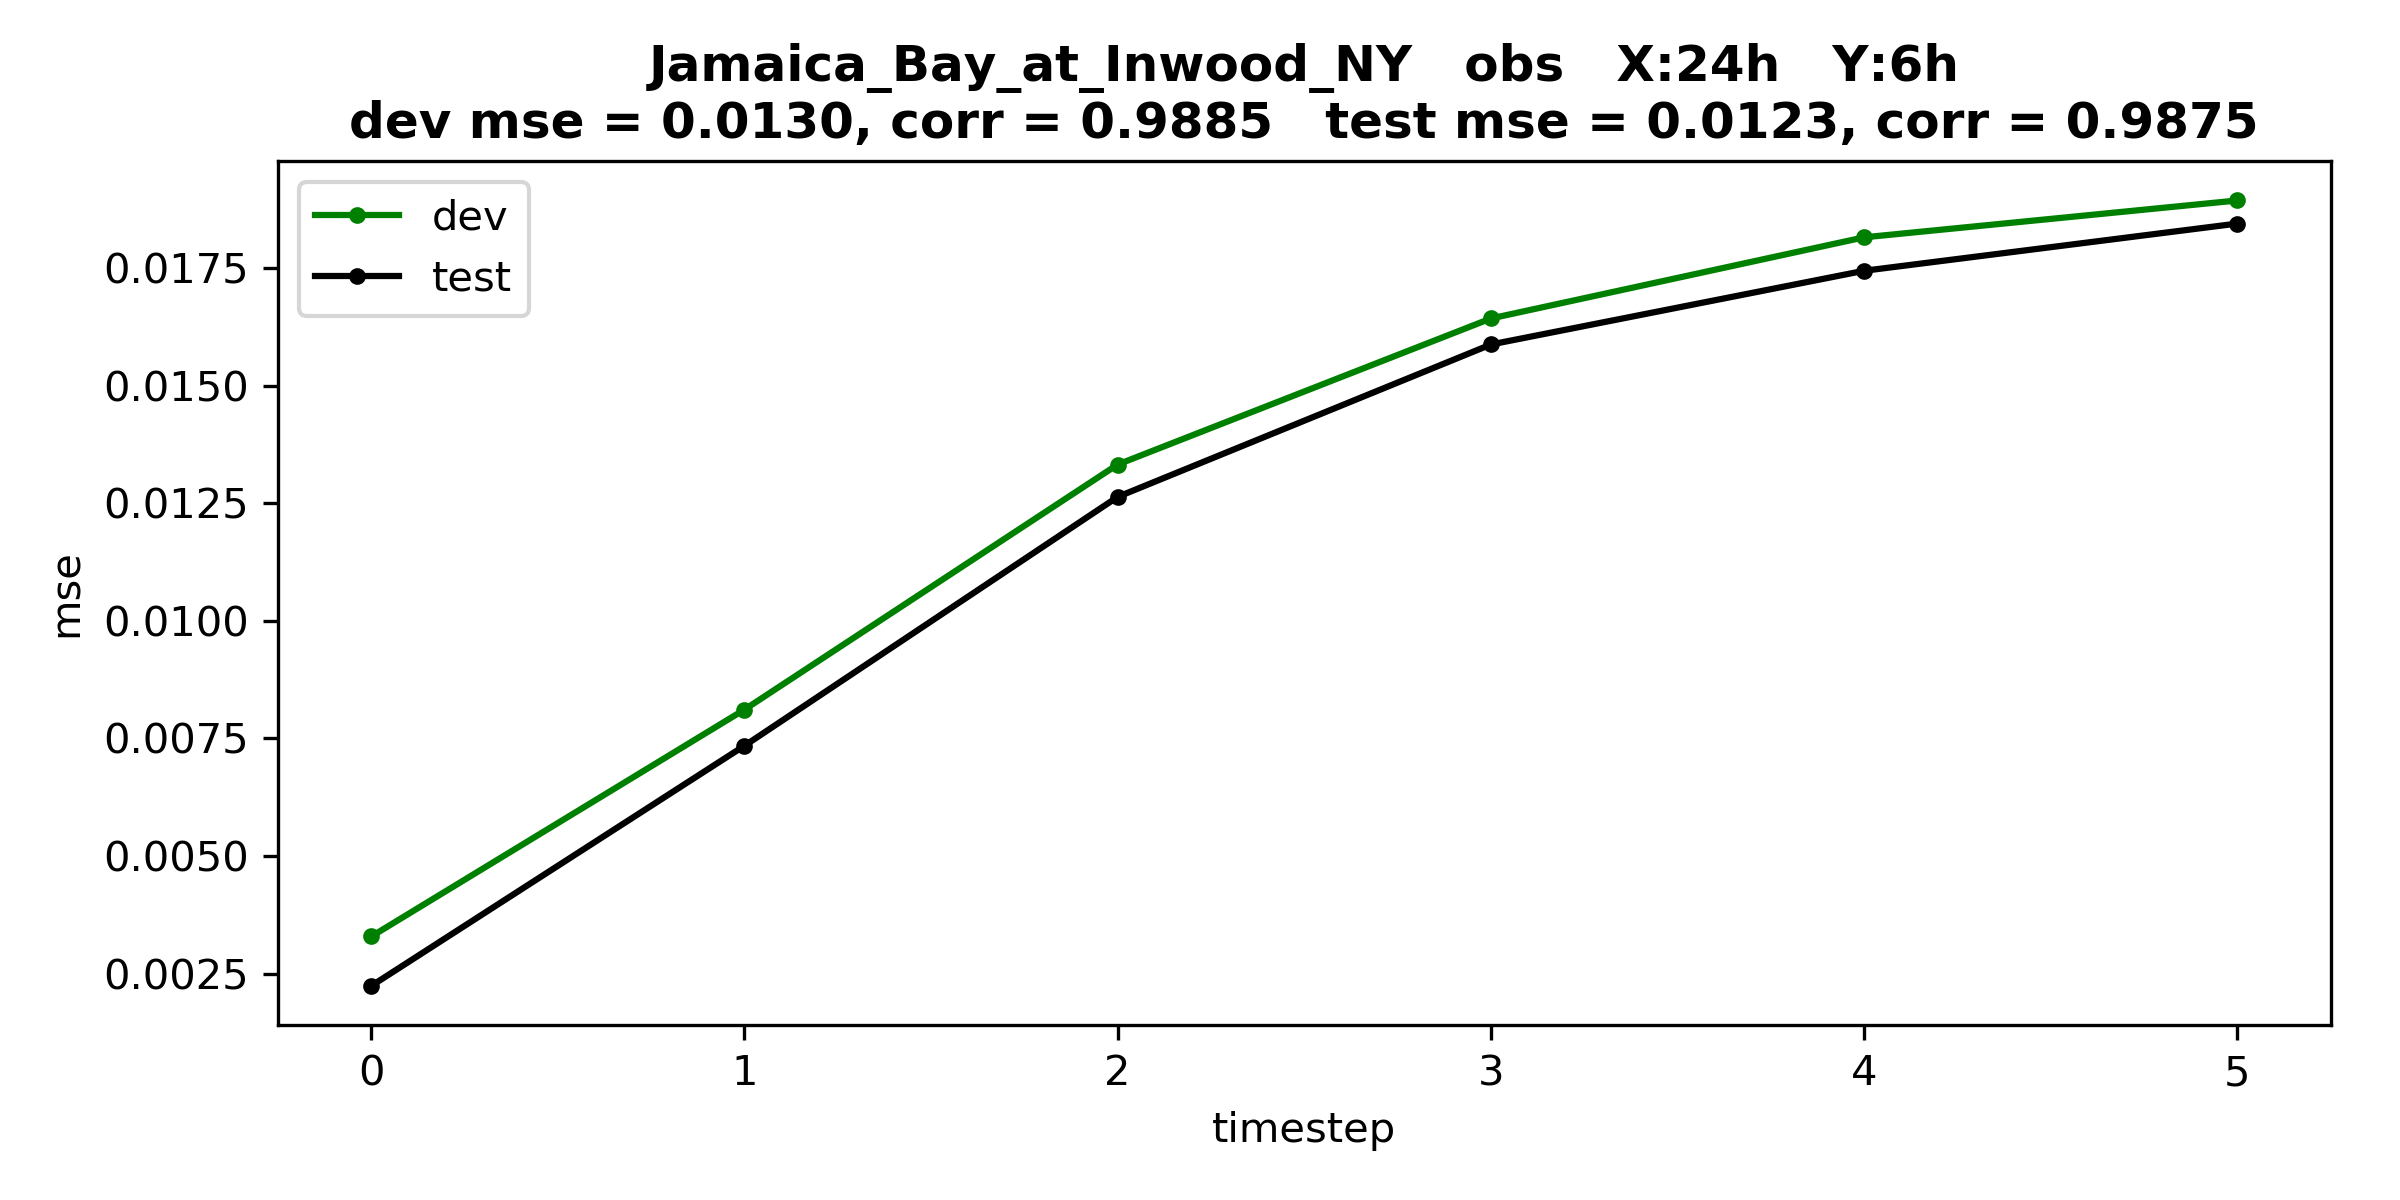 Jamaica_Bay_at_Inwood_NY   obs   X:24h   Y:6h
dev mse = 0.0130, corr = 0.9885   test mse = 0.0123, corr = 0.9875
dev
test
0.0175
0.0150
0.0125
0.0100
0.0075
0.0050
0.0025
mse
0 1 2 3 4 5
timestep